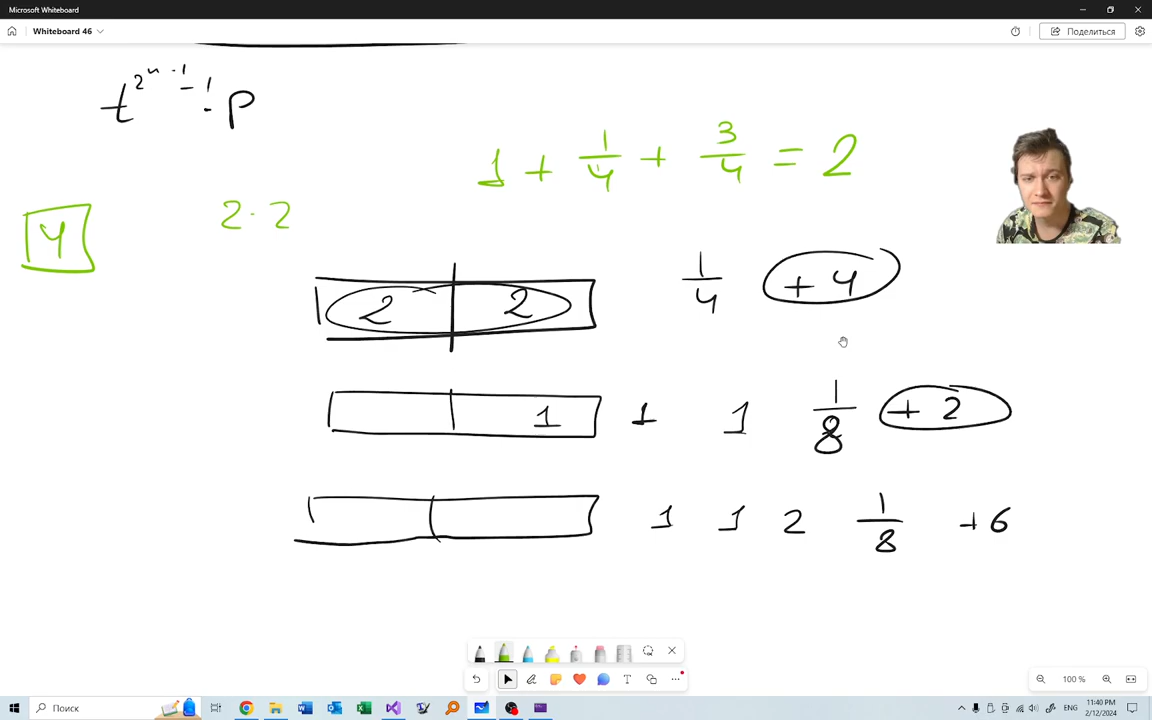 Microsoft Whiteboard
Whiteboard 46
Поделиться
t^{2^n · 1} - 1 ⋮ p
1 + 1/4 + 3/4 = 2
4
2 · 2
2 2 1/4 + 4
1 + 1 1/8 + 2
1 1 2 1/8 + 6
100 %
Поиск
ENG
11:40 PM
2/12/2024